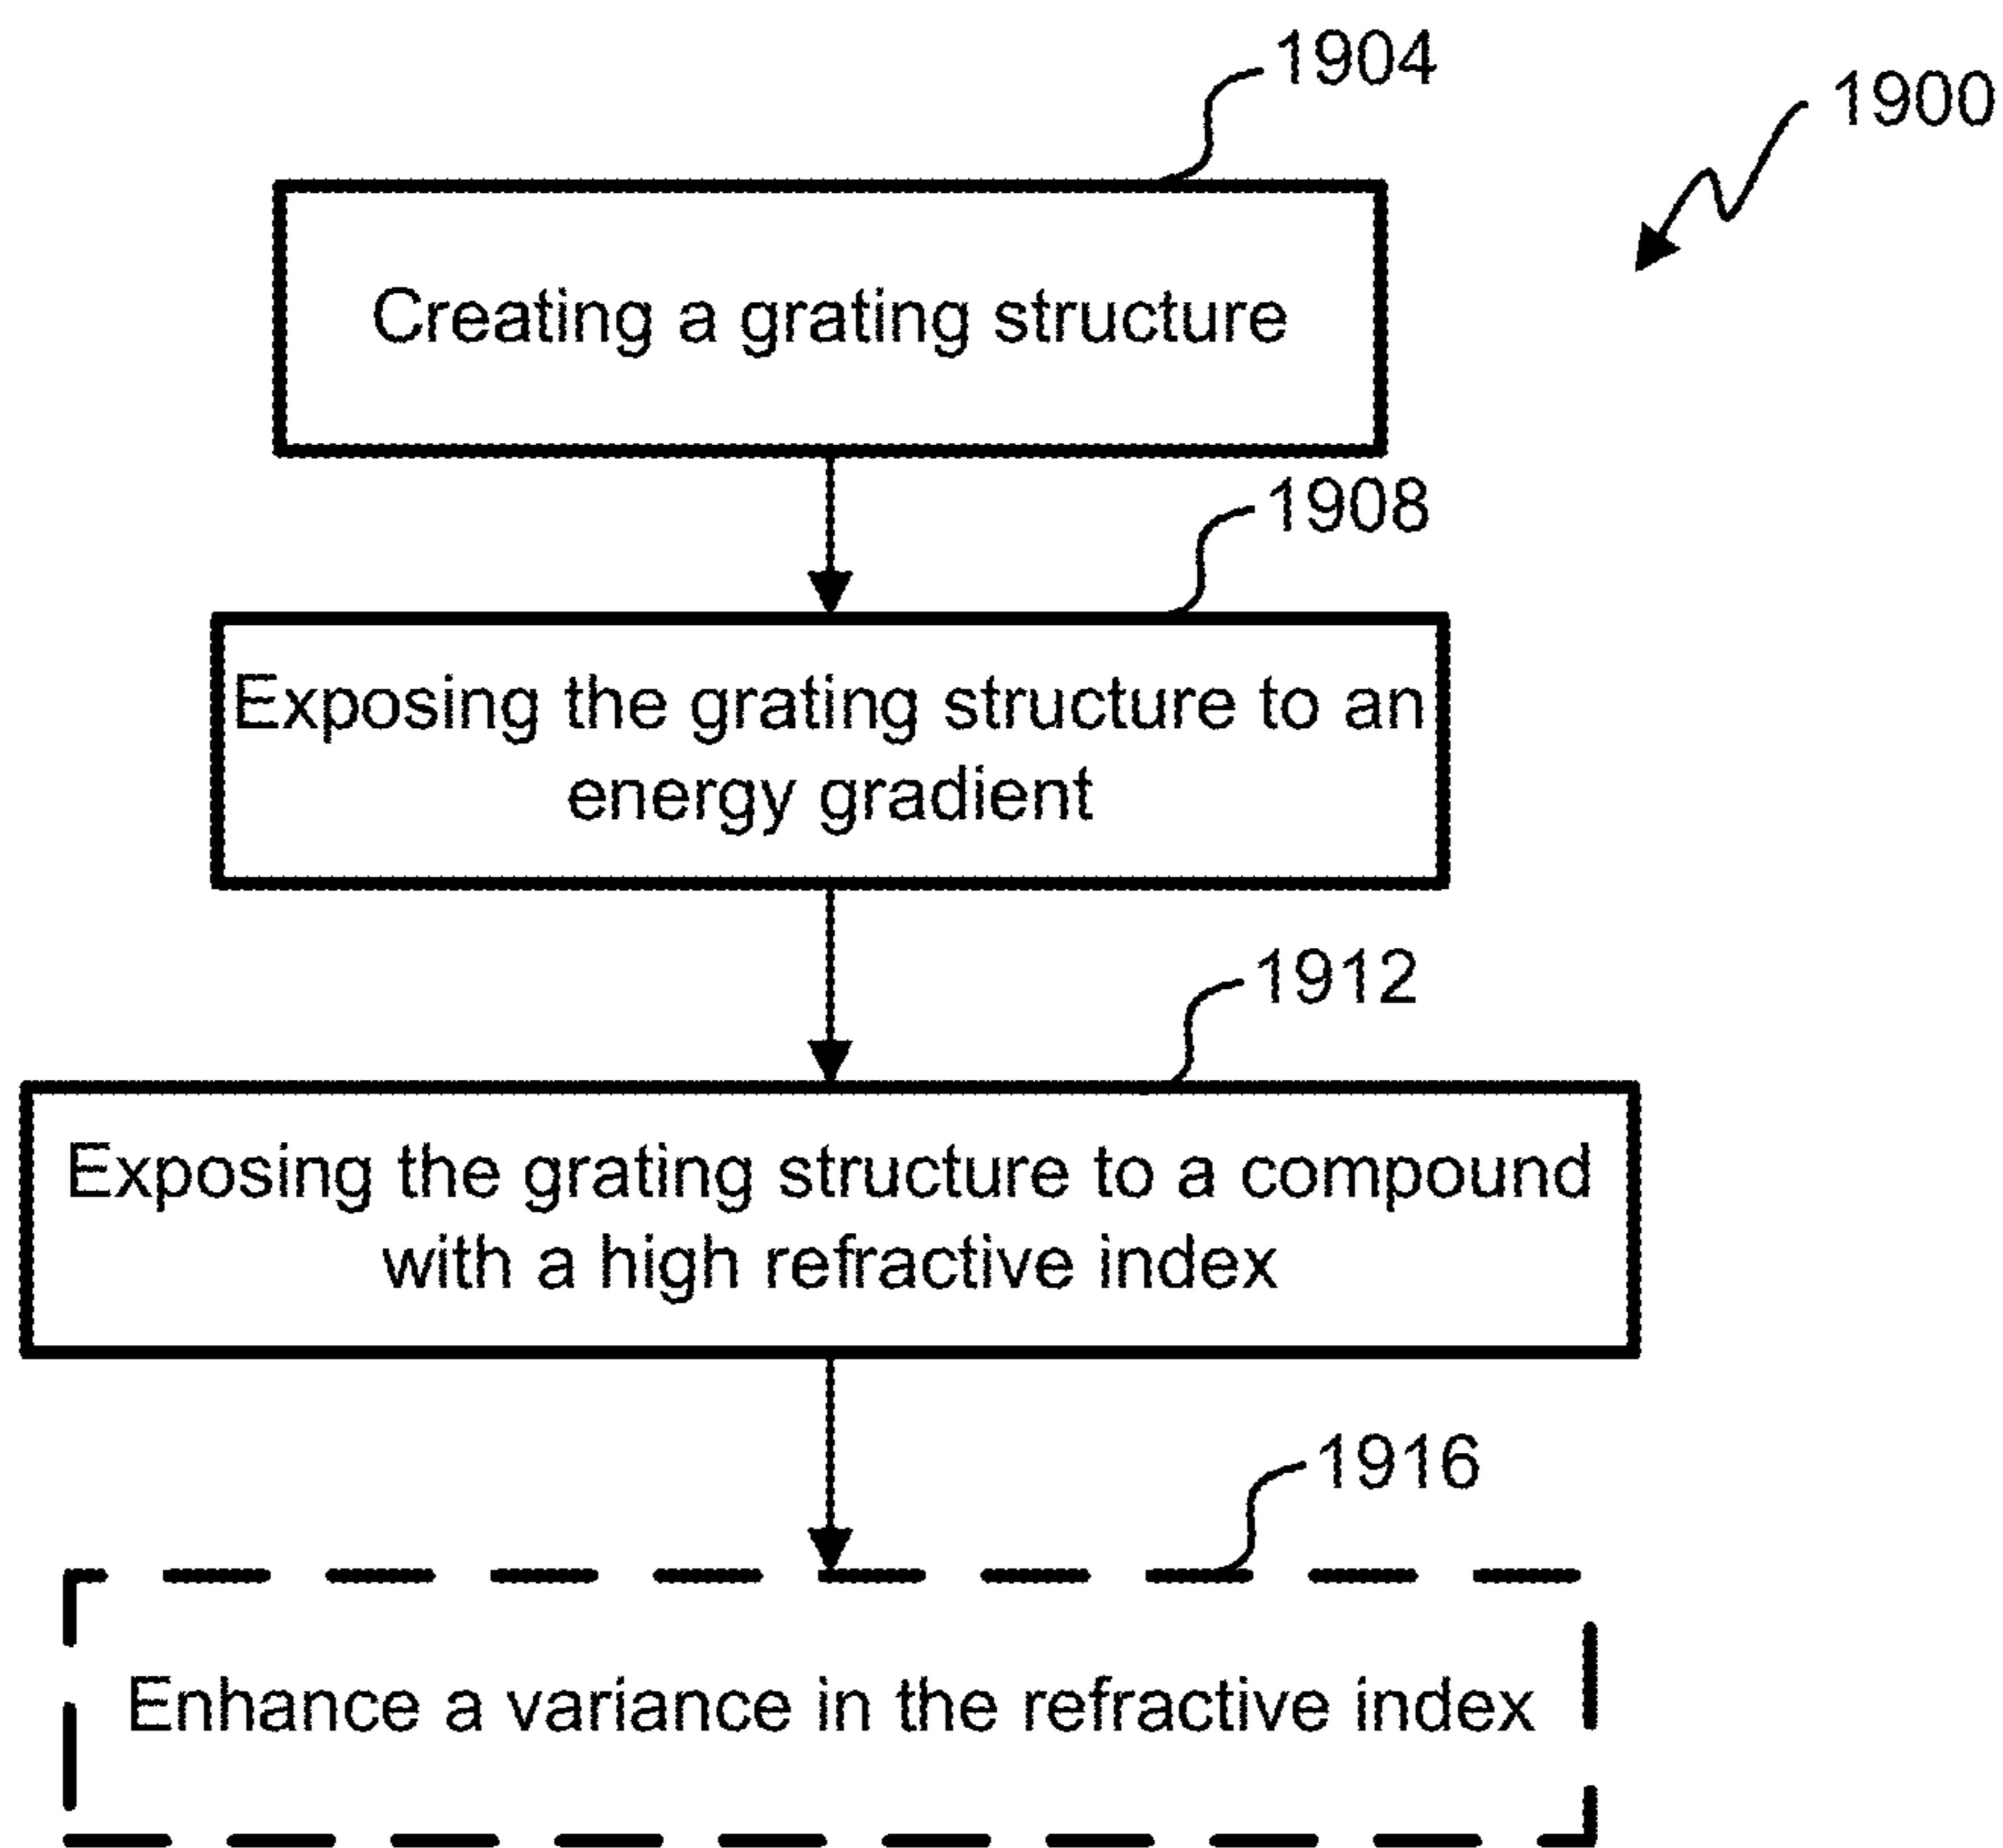 1904
1900
Creating a grating structure
1908
Exposing the grating structure to an
energy gradient
1912
Exposing the grating structure to a compound
with a high refractive index
1916
Enhance a variance in the refractive index